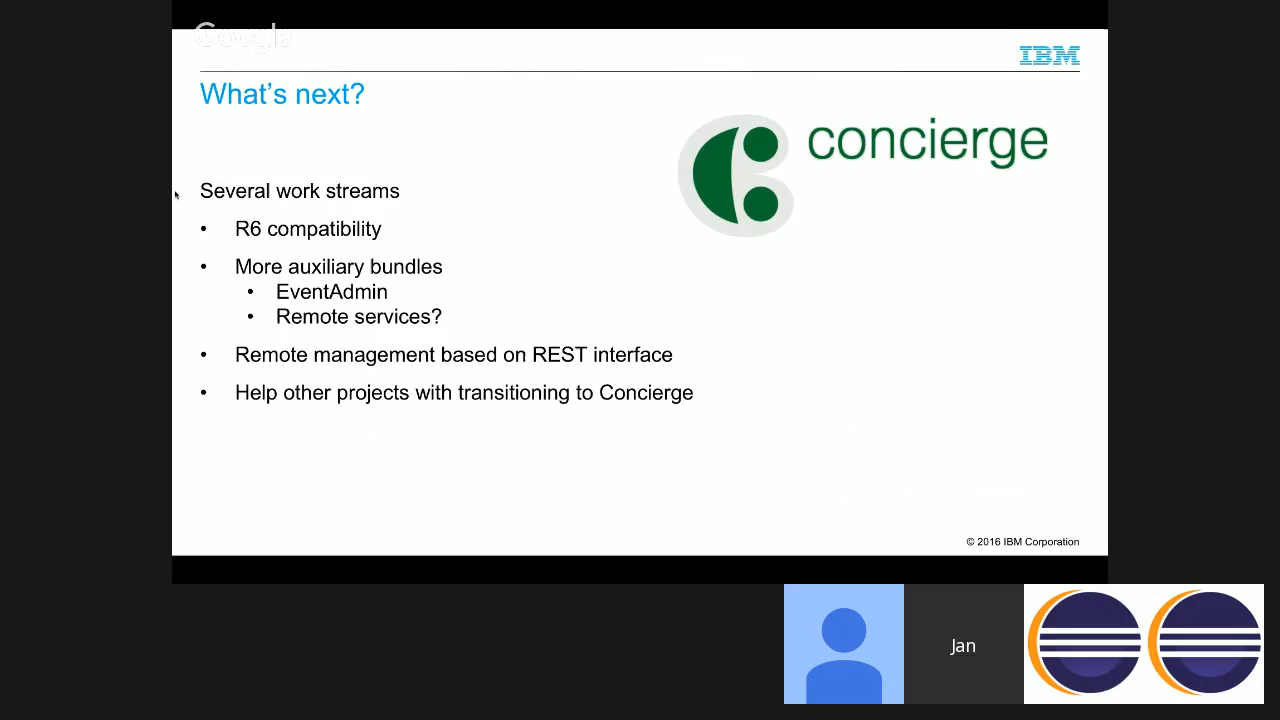 Google
IBM
What's next?
concierge
Several work streams
• R6 compatibility
• More auxiliary bundles
• EventAdmin
• Remote services?
• Remote management based on REST interface
• Help other projects with transitioning to Concierge
© 2016 IBM Corporation
Jan